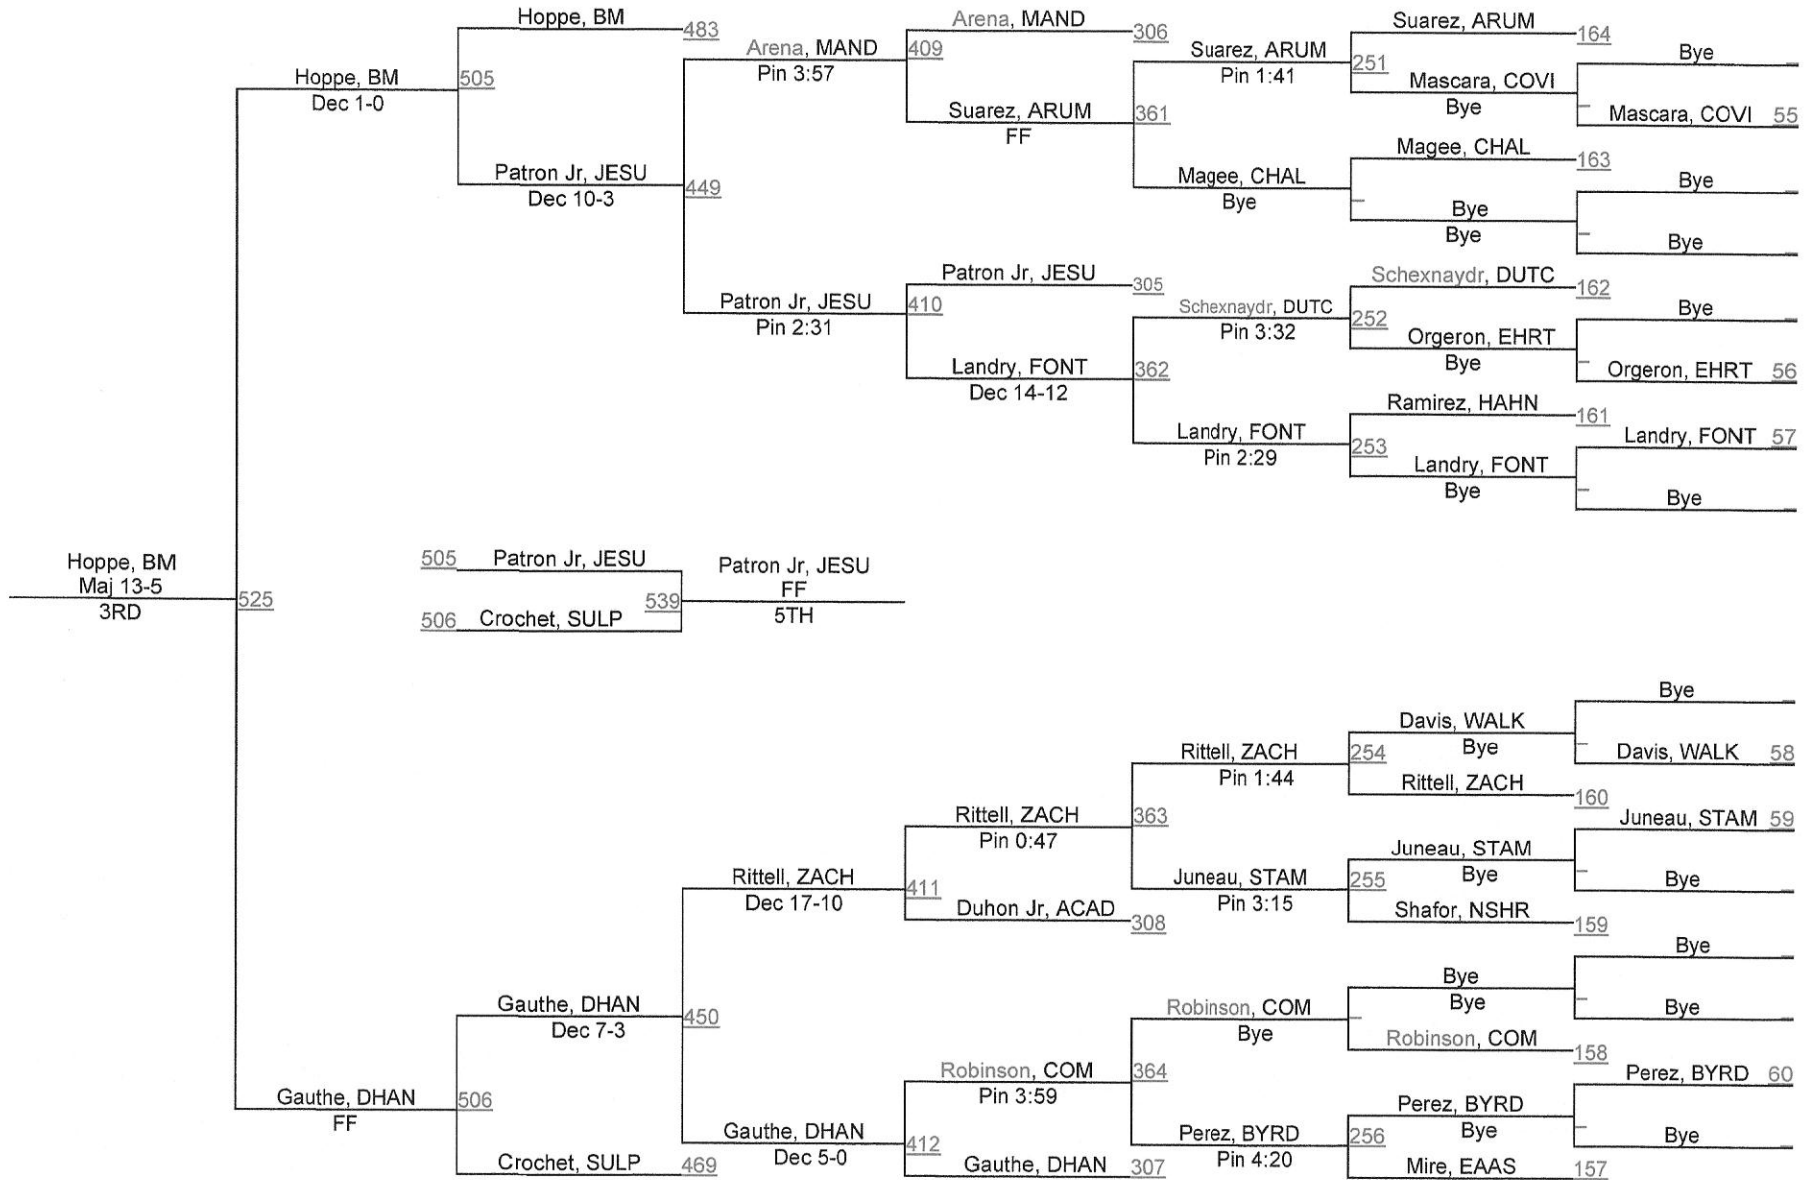 Hoppe, BM
483
Arena, MAND
306
Suarez, ARUM
164
Bye
Arena, MAND
Pin 3:57
409
Suarez, ARUM
Pin 1:41
251
Mascara, COVI
Bye
Mascara, COVI 55
Hoppe, BM
Dec 1-0
505
Suarez, ARUM
FF
361
Magee, CHAL
163
Bye
Patron Jr, JESU
Dec 10-3
449
Magee, CHAL
Bye
Bye
Bye
Bye
Patron Jr, JESU
305
Schexnaydr, DUTC
162
Bye
Patron Jr, JESU
Pin 2:31
410
Schexnaydr, DUTC
Pin 3:32
252
Orgeron, EHRT
Bye
Orgeron, EHRT 56
Landry, FONT
Dec 14-12
362
Ramirez, HAHN
161
Landry, FONT 57
Landry, FONT
Pin 2:29
253
Landry, FONT
Bye
Bye
Hoppe, BM
Maj 13-5
3RD
525
505 Patron Jr, JESU
506 Crochet, SULP
539
Patron Jr, JESU
FF
5TH
Bye
Davis, WALK
Bye
Davis, WALK 58
Rittell, ZACH
Pin 1:44
254
Rittell, ZACH
160
Juneau, STAM 59
Rittell, ZACH
Pin 0:47
363
Juneau, STAM
Bye
Bye
Rittell, ZACH
Dec 17-10
411
Juneau, STAM
Pin 3:15
255
Duhon Jr, ACAD
308
Shafor, NSHR
159
Bye
Bye
Bye
Bye
Gauthe, DHAN
Dec 7-3
450
Robinson, COM
Bye
Robinson, COM
158
Robinson, COM
Pin 3:59
364
Perez, BYRD 60
Gauthe, DHAN
FF
506
Perez, BYRD
Bye
Bye
Gauthe, DHAN
Dec 5-0
412
Perez, BYRD
Pin 4:20
256
Crochet, SULP
469
Gauthe, DHAN
307
Mire, EAAS
157